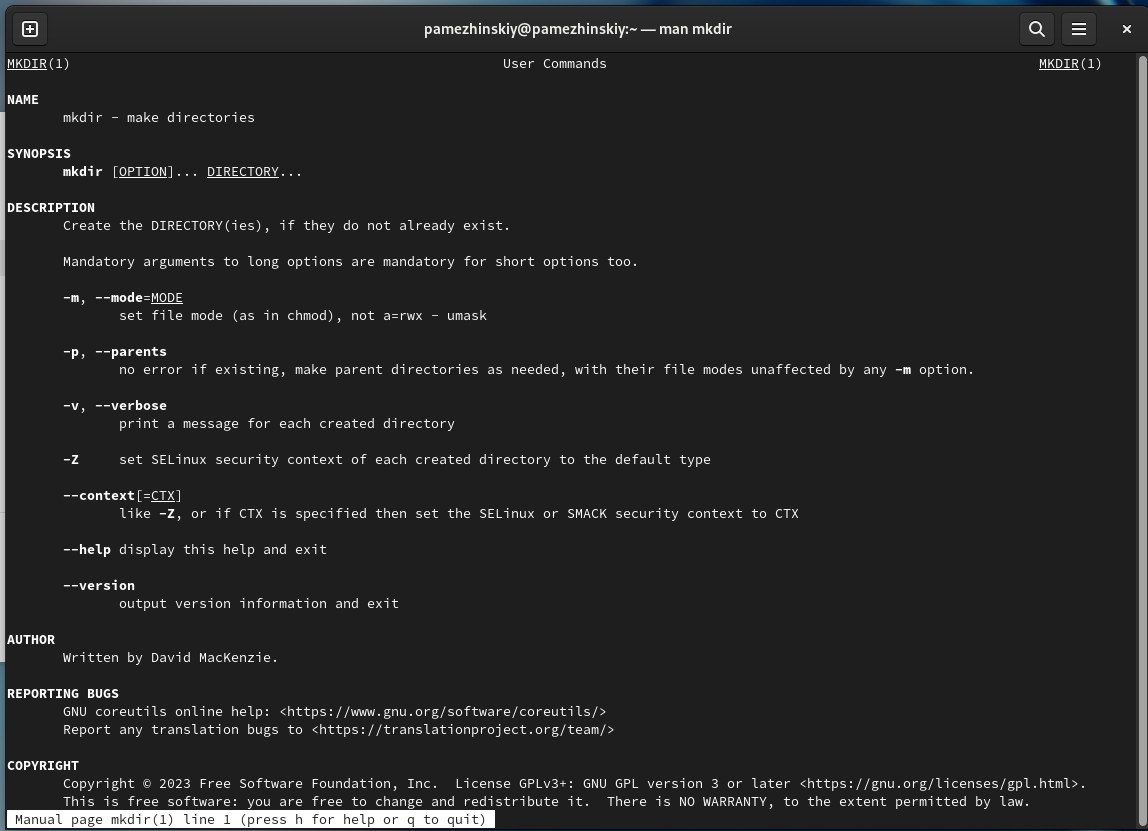 pamezhinskiy@pamezhinskiy:~ — man mkdir
MKDIR(1) User Commands MKDIR(1)
NAME
mkdir - make directories
SYNOPSIS
mkdir [OPTION]... DIRECTORY...
DESCRIPTION
Create the DIRECTORY(ies), if they do not already exist.
Mandatory arguments to long options are mandatory for short options too.
-m, --mode=MODE
set file mode (as in chmod), not a=rwx - umask
-p, --parents
no error if existing, make parent directories as needed, with their file modes unaffected by any -m option.
-v, --verbose
print a message for each created directory
-Z set SELinux security context of each created directory to the default type
--context[=CTX]
like -Z, or if CTX is specified then set the SELinux or SMACK security context to CTX
--help display this help and exit
--version
output version information and exit
AUTHOR
Written by David MacKenzie.
REPORTING BUGS
GNU coreutils online help: <https://www.gnu.org/software/coreutils/>
Report any translation bugs to <https://translationproject.org/team/>
COPYRIGHT
Copyright © 2023 Free Software Foundation, Inc. License GPLv3+: GNU GPL version 3 or later <https://gnu.org/licenses/gpl.html>.
This is free software: you are free to change and redistribute it. There is NO WARRANTY, to the extent permitted by law.
Manual page mkdir(1) line 1 (press h for help or q to quit)